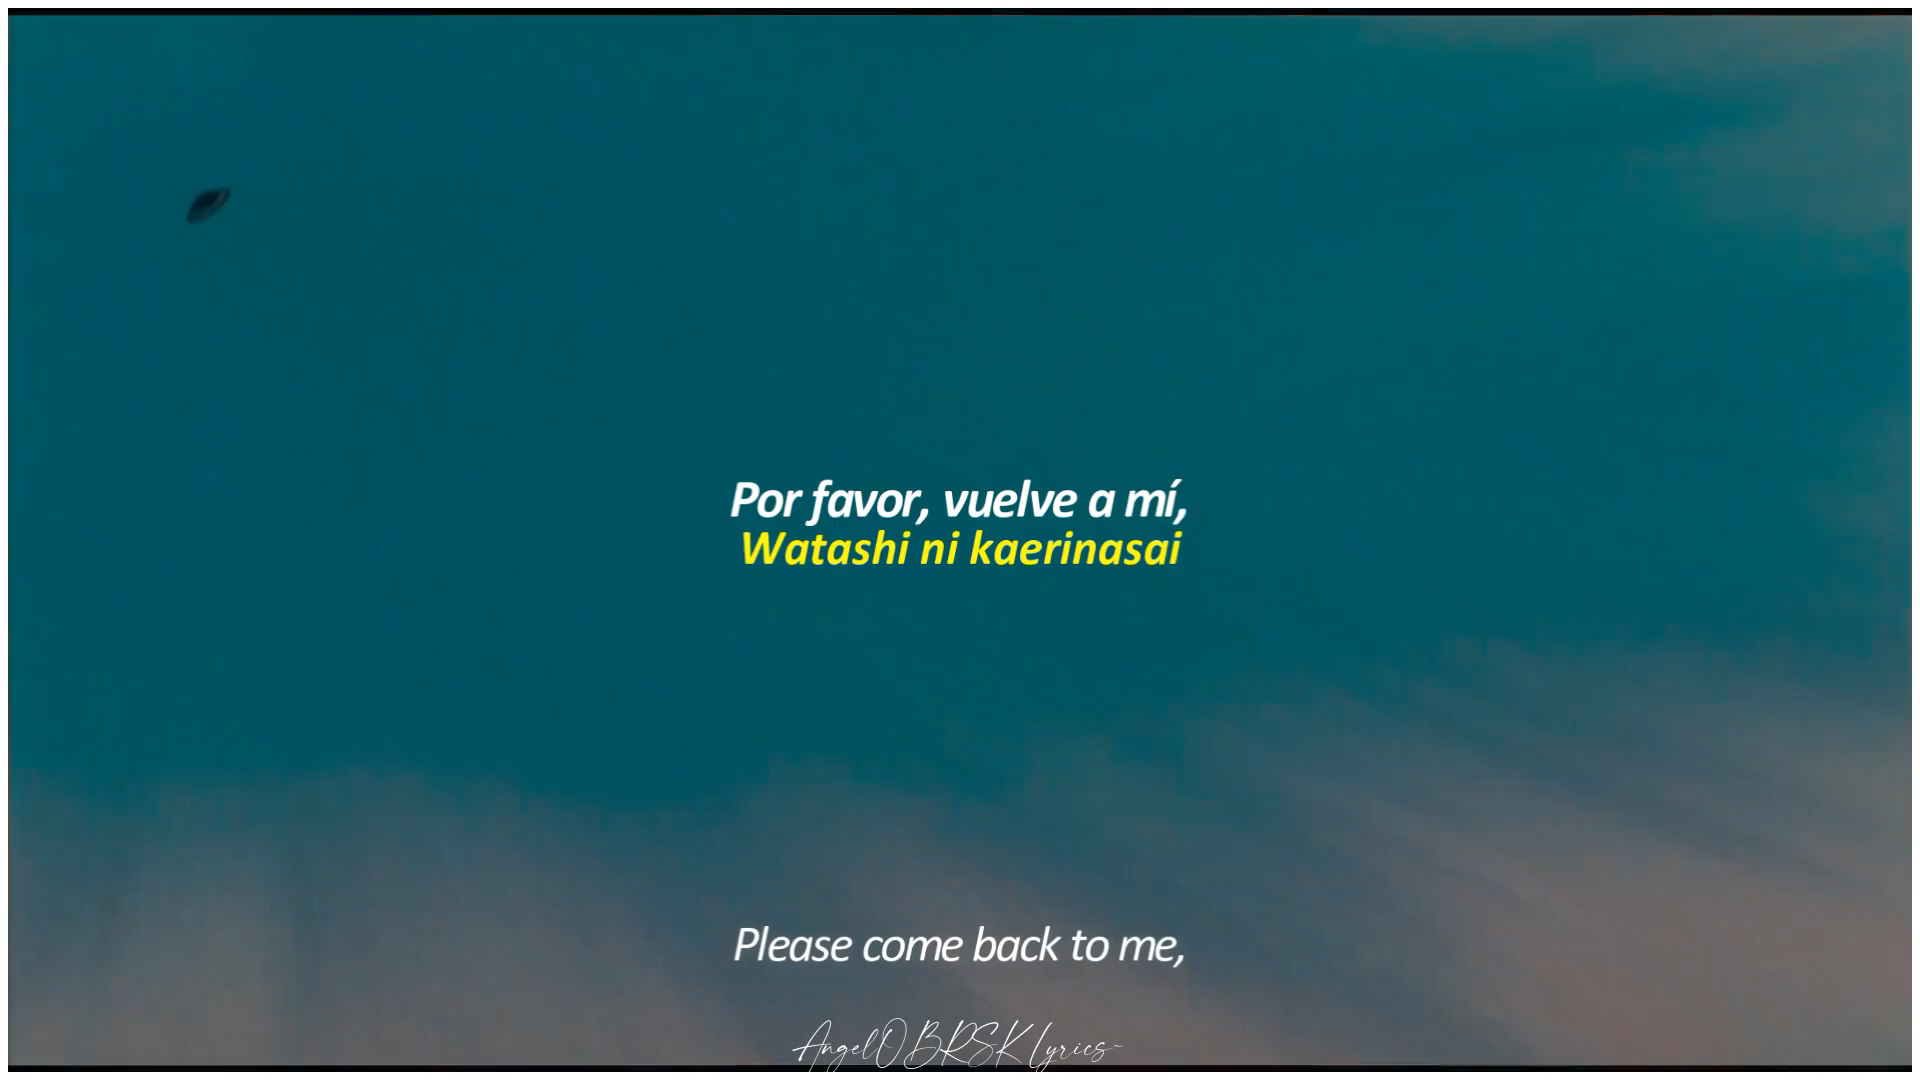 Por favor, vuelve a mí,
Watashi ni kaerinasai
Please come back to me,
AngelOBRSK Lyrics~